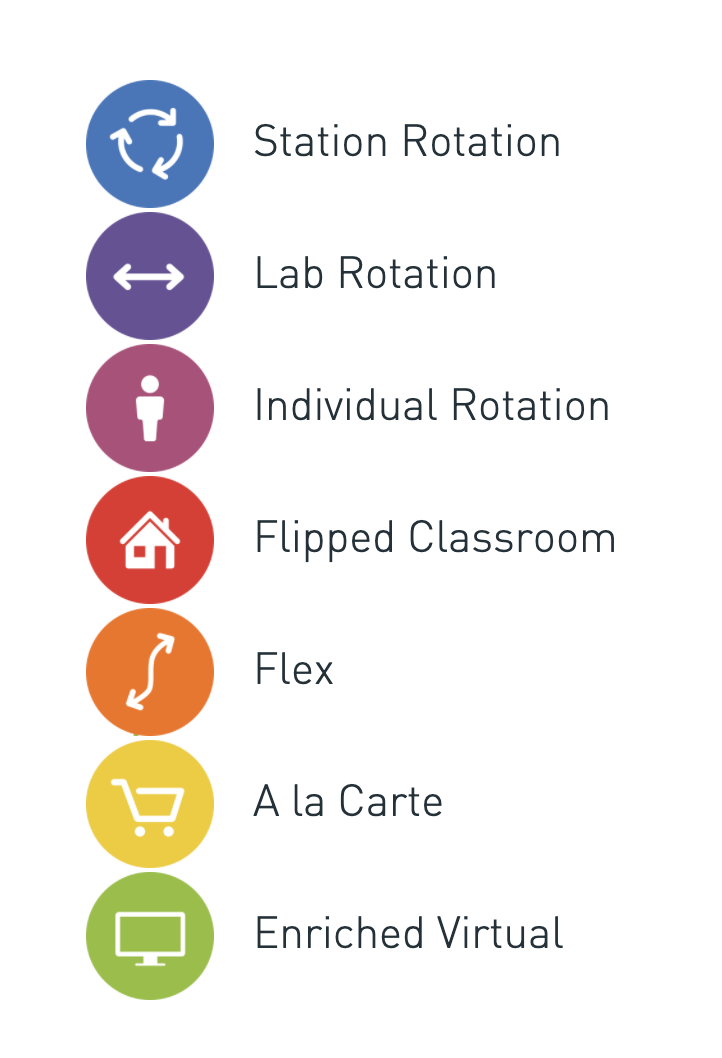 Station Rotation
Lab Rotation
Individual Rotation
Flipped Classroom
Flex
A la Carte
Enriched Virtual